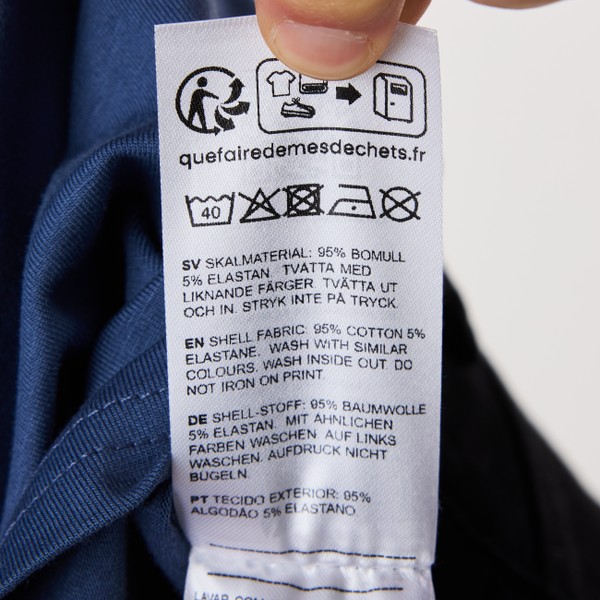 quefairedemesdechets.fr
40
SV SKALMATERIAL: 95% BOMULL
5% ELASTAN. TVÄTTA MED
LIKNANDE FÄRGER. TVÄTTA UT
OCH IN. STRYK INTE PÅ TRYCK.
EN SHELL FABRIC: 95% COTTON 5%
ELASTANE. WASH WITH SIMILAR
COLOURS. WASH INSIDE OUT. DO
NOT IRON ON PRINT.
DE SHELL-STOFF: 95% BAUMWOLLE
5% ELASTAN. MIT ÄHNLICHEN
FARBEN WASCHEN. AUF LINKS
WASCHEN. AUFDRUCK NICHT
BÜGELN.
PT TECIDO EXTERIOR: 95%
ALGODÃO 5% ELASTANO.
LAVAR